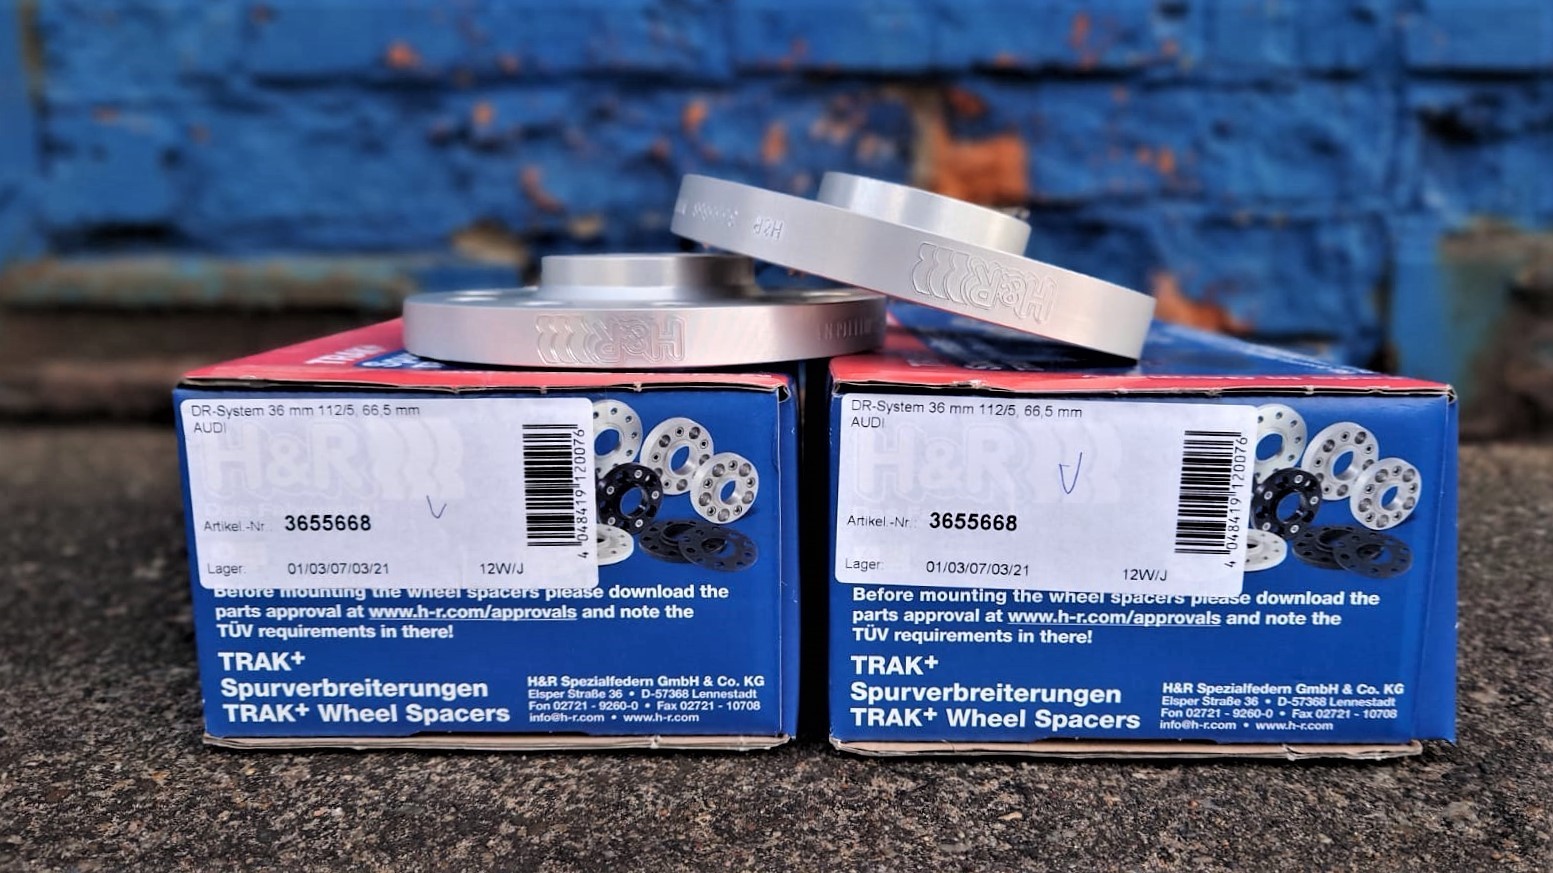 H&R
H&R
H&R
TRAK
DR-System 36 mm 112/5, 66,5 mm
AUDI
H&R
Artikel.-Nr.: 3655668
Lager: 01/03/07/03/21 12W/J
4 048419 120076
Before mounting the wheel spacers please download the
parts approval at www.h-r.com/approvals and note the
TÜV requirements in there!
TRAK+
Spurverbreiterungen
TRAK+ Wheel Spacers
H&R Spezialfedern GmbH & Co. KG
Elsper Straße 36 • D-57368 Lennestadt
Fon 02721 - 9260-0 • Fax 02721 - 10708
info@h-r.com • www.h-r.com
DR-System 36 mm 112/5, 66,5 mm
AUDI
H&R
Artikel.-Nr.: 3655668
Lager: 01/03/07/03/21 12W/J
4 048419 120076
Before mounting the wheel spacers please download the
parts approval at www.h-r.com/approvals and note the
TÜV requirements in there!
TRAK+
Spurverbreiterungen
TRAK+ Wheel Spacers
H&R Spezialfedern GmbH & Co. KG
Elsper Straße 36 • D-57368 Lennestadt
Fon 02721 - 9260-0 • Fax 02721 - 10708
info@h-r.com • www.h-r.com